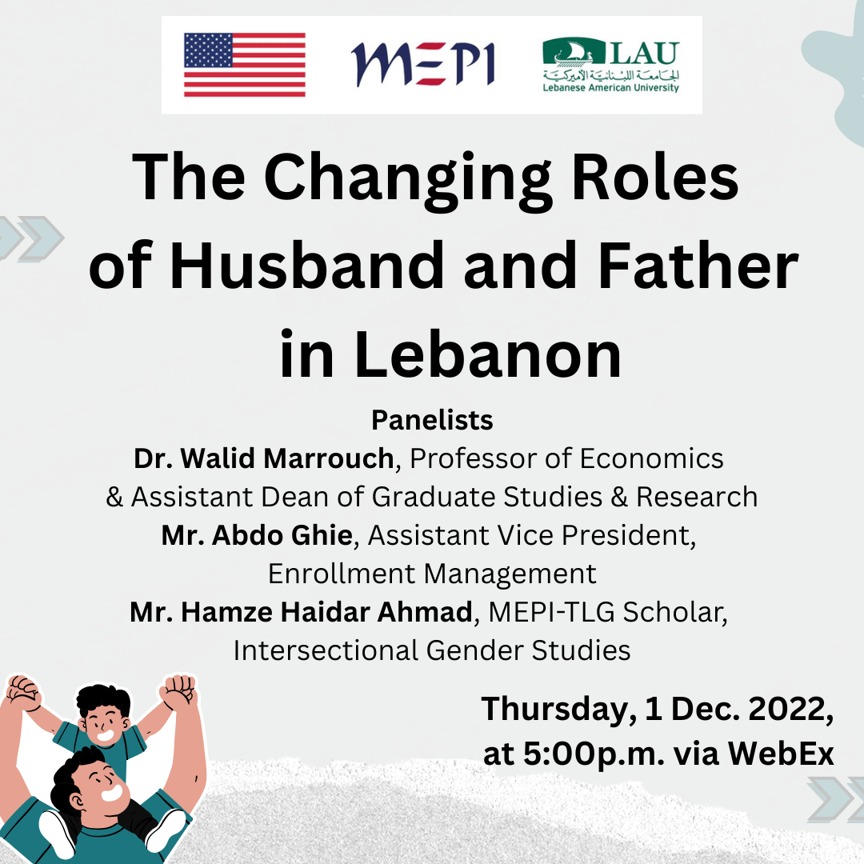 MEPI
LAU
الجامعة اللبنانية الأميركية
Lebanese American University
The Changing Roles
of Husband and Father
in Lebanon
Panelists
Dr. Walid Marrouch, Professor of Economics
& Assistant Dean of Graduate Studies & Research
Mr. Abdo Ghie, Assistant Vice President,
Enrollment Management
Mr. Hamze Haidar Ahmad, MEPI-TLG Scholar,
Intersectional Gender Studies
Thursday, 1 Dec. 2022,
at 5:00p.m. via WebEx